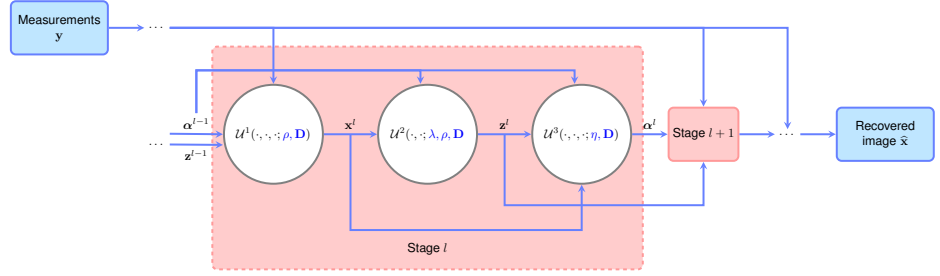 Measurements
y
···
α^{l−1}
···
z^{l−1}
𝒰^1(·, ·, ·; ρ, D)
x^l
𝒰^2(·, ·; λ, ρ, D
z^l
𝒰^3(·, ·, ·; η, D)
α^l
Stage l + 1
···
Recovered
image x̂
Stage l